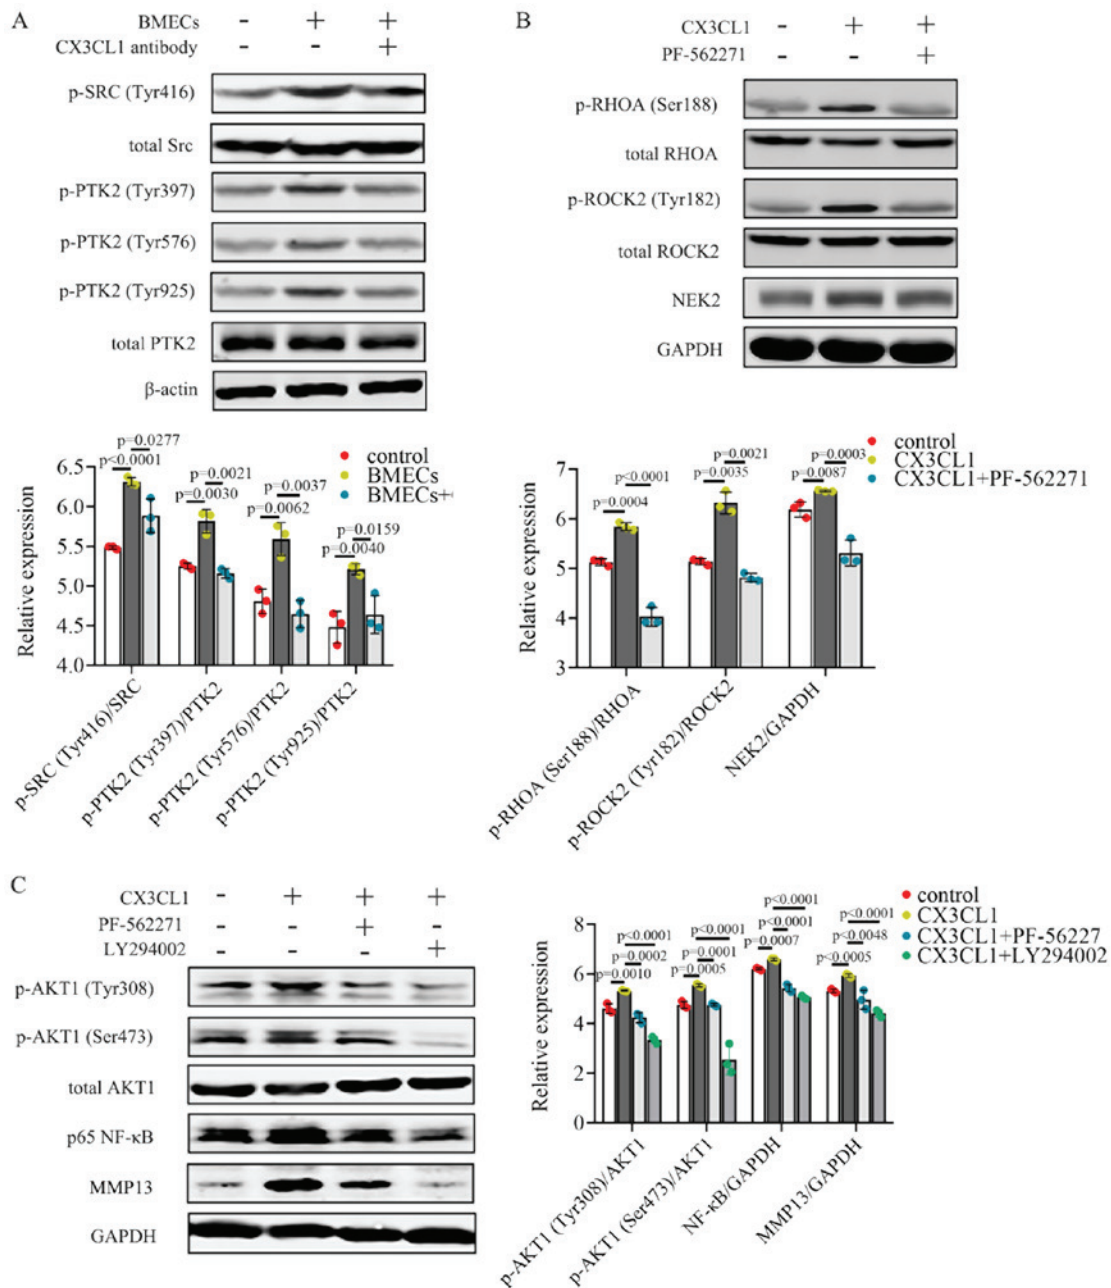 A
BMECs - + +
CX3CL1 antibody - - +
p-SRC (Tyr416)
total Src
p-PTK2 (Tyr397)
p-PTK2 (Tyr576)
p-PTK2 (Tyr925)
total PTK2
β-actin
Relative expression
6.5
6.0
5.5
5.0
4.5
4.0
p=0.0277
p<0.0001
p=0.0021
p=0.0030
p=0.0037
p=0.0062
p=0.0159
p=0.0040
control
BMECs
BMECs+
p-SRC (Tyr416)/SRC
p-PTK2 (Tyr397)/PTK2
p-PTK2 (Tyr576)/PTK2
p-PTK2 (Tyr925)/PTK2
B
CX3CL1 - + +
PF-562271 - - +
p-RHOA (Ser188)
total RHOA
p-ROCK2 (Tyr182)
total ROCK2
NEK2
GAPDH
Relative expression
7
6
5
4
3
p<0.0001
p=0.0004
p=0.0021
p=0.0035
p=0.0003
p=0.0087
control
CX3CL1
CX3CL1+PF-562271
p-RHOA (Ser188)/RHOA
p-ROCK2 (Tyr182)/ROCK2
NEK2/GAPDH
C
CX3CL1 - + + +
PF-562271 - - + -
LY294002 - - - +
p-AKT1 (Tyr308)
p-AKT1 (Ser473)
total AKT1
p65 NF-κB
MMP13
GAPDH
Relative expression
8
6
4
2
0
p<0.0001
p=0.0002
p=0.0010
p<0.0001
p=0.0001
p=0.0005
p<0.0001
p<0.0001
p=0.0007
p<0.0001
p<0.0048
p<0.0005
control
CX3CL1
CX3CL1+PF-56227
CX3CL1+LY294002
p-AKT1 (Tyr308)/AKT1
p-AKT1 (Ser473)/AKT1
NF-κB/GAPDH
MMP13/GAPDH